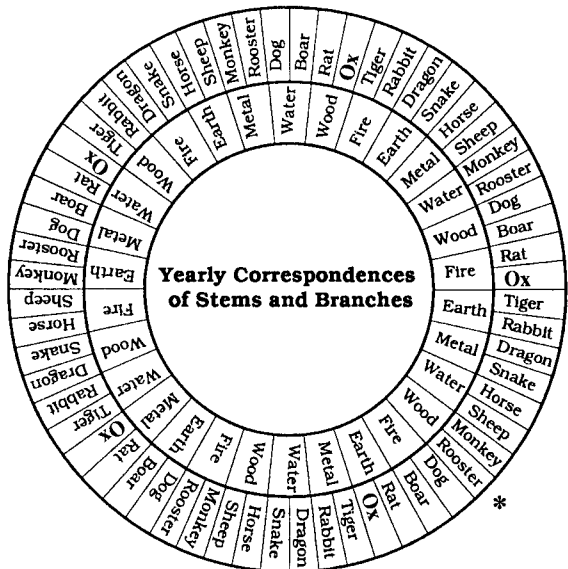 Boar
Rat
Ox
Tiger
Rabbit
Dragon
Snake
Horse
Sheep
Monkey
Rooster
Dog
Boar
Rat
Ox
Tiger
Rabbit
Dragon
Snake
Horse
Sheep
Monkey
Rooster
Dog
Boar
Rat
Ox
Tiger
Rabbit
Dragon
Snake
Horse
Sheep
Monkey
Rooster
Dog
Boar
Rat
Ox
Tiger
Rabbit
Dragon
Snake
Horse
Sheep
Monkey
Rooster
Dog
Boar
Rat
Ox
Tiger
Rabbit
Dragon
Snake
Horse
Sheep
Monkey
Rooster
Dog
Water
Wood
Fire
Earth
Metal
Water
Wood
Fire
Earth
Metal
Water
Wood
Fire
Earth
Metal
Water
Wood
Fire
Earth
Metal
Water
Wood
Fire
Earth
Metal
Water
Wood
Fire
Earth
Metal
Yearly Correspondences
of Stems and Branches
*